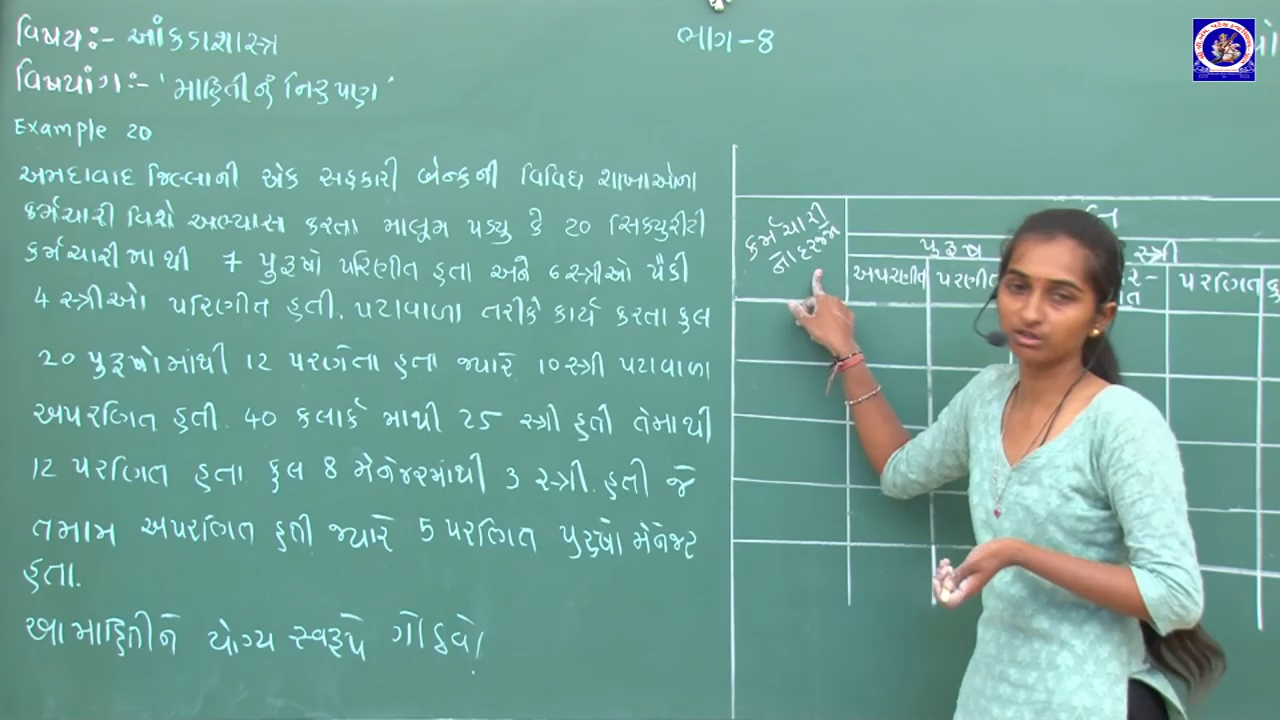 વિષય:- આંકડાશાસ્ત્ર
ભાગ-8
વિષયાંગ:- 'માહિતીનું નિરુપણ'
Example 20
અમદાવાદ જિલ્લાની એક સહકારી બેન્કની વિવિધ શાખાઓના
કર્મચારી વિશે અભ્યાસ કરતા માલૂમ પડ્યુ કે 20 સિક્યુરીટી
કર્મચારીમાથી 7 પુરૂષો પરિણીત હતા અને 6 સ્ત્રીઓ પૈકી
4 સ્ત્રીઓ પરિણીત હતી. પટાવાળા તરીકે કાર્ય કરતા કુલ
20 પુરૂષોમાંથી 12 પરણેતા હતા જ્યારે 10 સ્ત્રી પટાવાળા
અપરણિત હતી. 40 કલાર્ક માથી 25 સ્ત્રી હતી તેમાથી
12 પરણિત હતા. કુલ 8 મેનેજરમાંથી 3 સ્ત્રી. હતી જે
તમામ અપરણિત હતી જ્યારે 5 પરણિત પુરુષો મેનેજર
હતા.
આ માહિતીને યોગ્ય સ્વરૂપે ગોઠવો.
કર્મચારી
નો દરજ્જો
પુરૂષ સ્ત્રી
અપરણીત પરણીત પરણિત